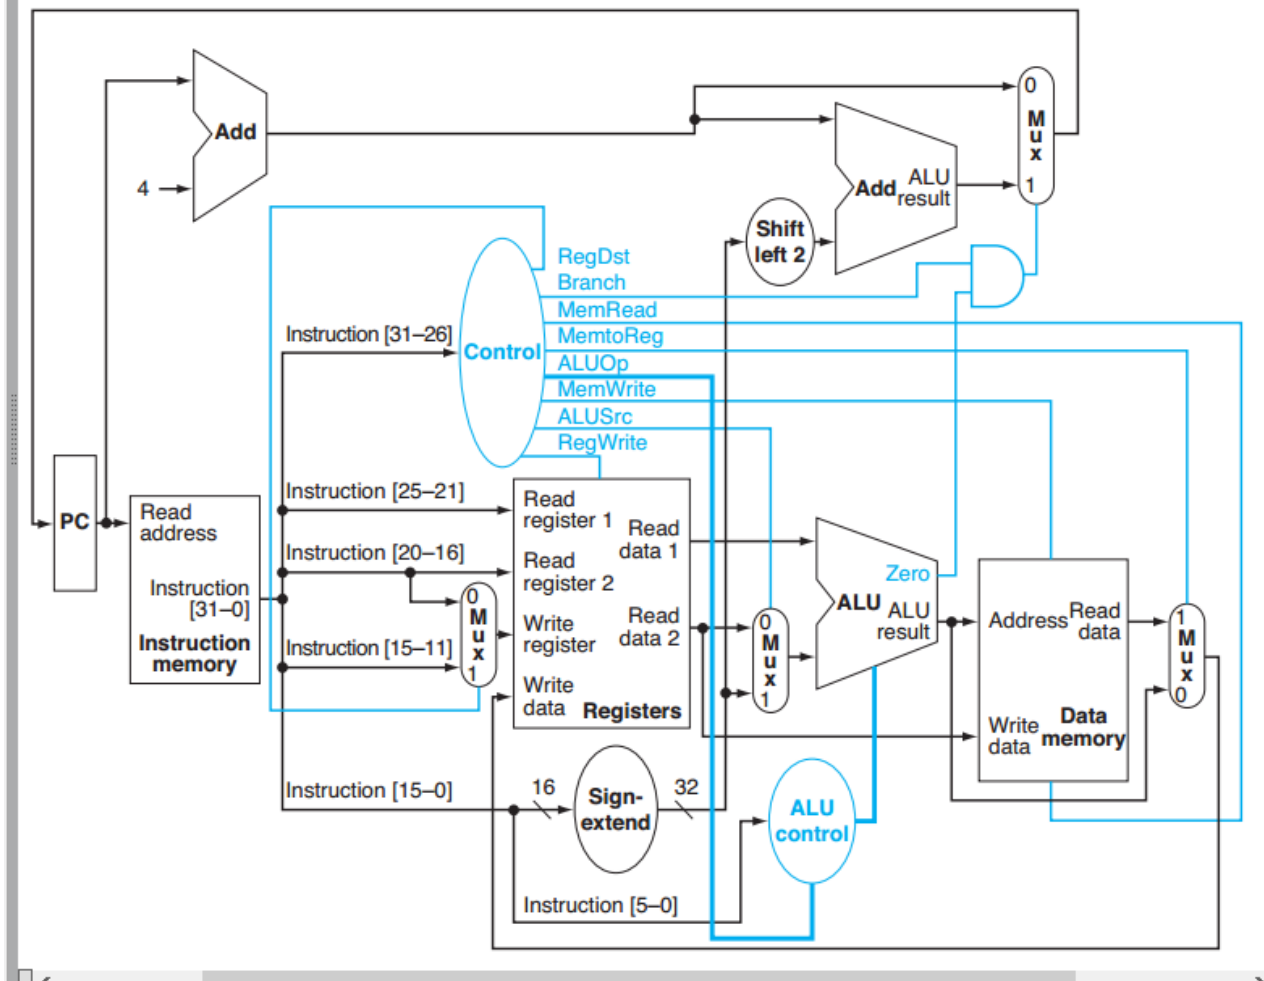 0
M
u
x
1
Add
4
Add
ALU
result
Shift
left 2
RegDst
Branch
MemRead
MemtoReg
ALUOp
MemWrite
ALUSrc
RegWrite
Control
Instruction [31–26]
Instruction [25–21]
Instruction [20–16]
Instruction [15–11]
Instruction [15–0]
Instruction [5–0]
PC
Read
address
Instruction
[31–0]
Instruction
memory
0
M
u
x
1
Read
register 1
Read
register 2
Write
register
Write
data
Read
data 1
Read
data 2
Registers
0
M
u
x
1
Zero
ALU
ALU
result
Address
Read
data
Write
data
Data
memory
1
M
u
x
0
16
Sign-
extend
32
ALU
control